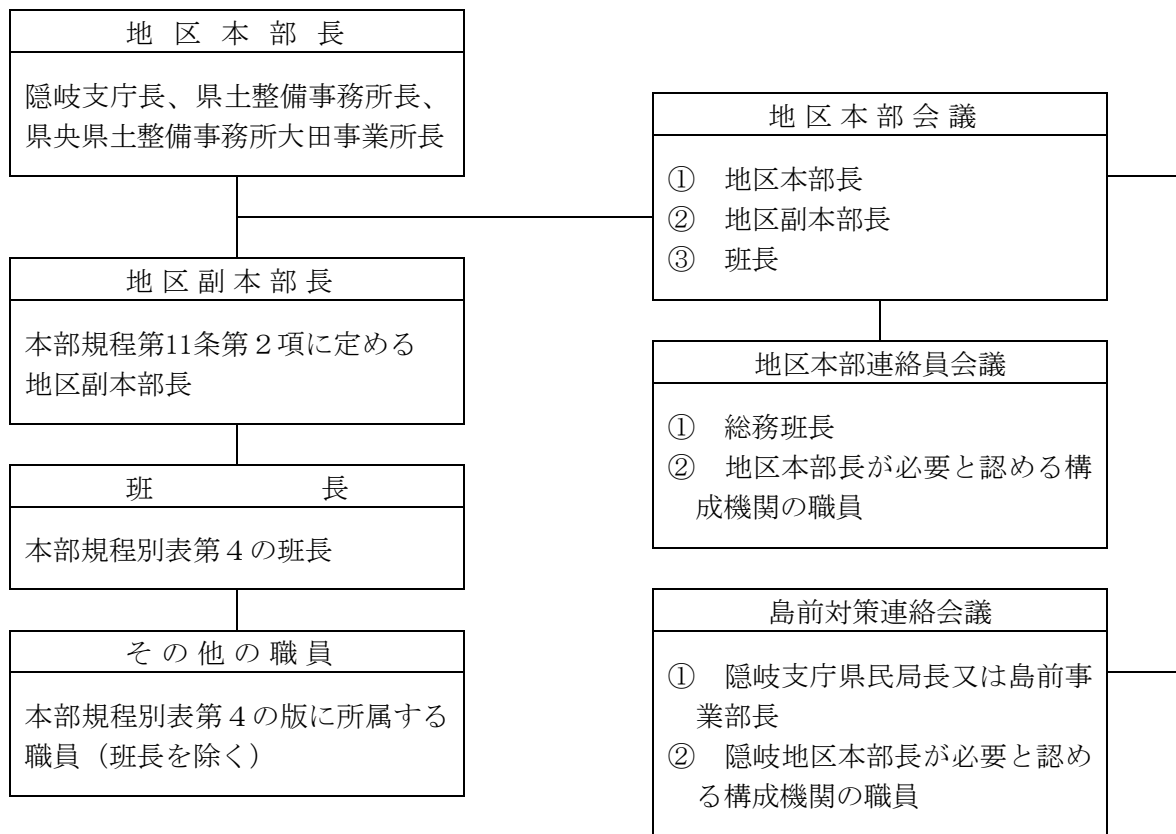 地区本部長
隠岐支庁長、県土整備事務所長、
県央県土整備事務所大田事業所長
地区副本部長
本部規程第11条第２項に定める
地区副本部長
班長
本部規程別表第４の班長
その他の職員
本部規程別表第４の版に所属する
職員（班長を除く）
地区本部会議
①　地区本部長
②　地区副本部長
③　班長
地区本部連絡員会議
①　総務班長
②　地区本部長が必要と認める構
成機関の職員
島前対策連絡会議
①　隠岐支庁県民局長又は島前事
業部長
②　隠岐地区本部長が必要と認め
る構成機関の職員